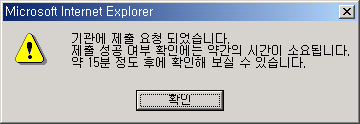 Microsoft Internet Explorer
기관에 제출 요청 되었습니다.
제출 성공 여부 확인에는 약간의 시간이 소요됩니다.
약 15분 정도 후에 확인해 보실 수 있습니다.
확인